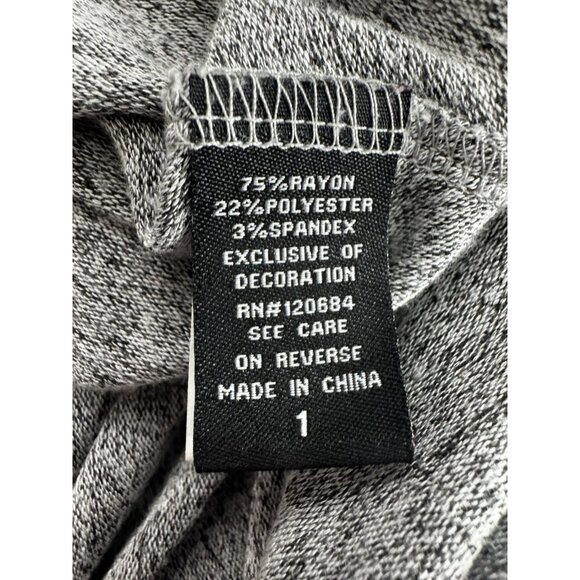 75%RAYON
22%POLYESTER
3%SPANDEX
EXCLUSIVE OF
DECORATION
RN#120684
SEE CARE
ON REVERSE
MADE IN CHINA
1